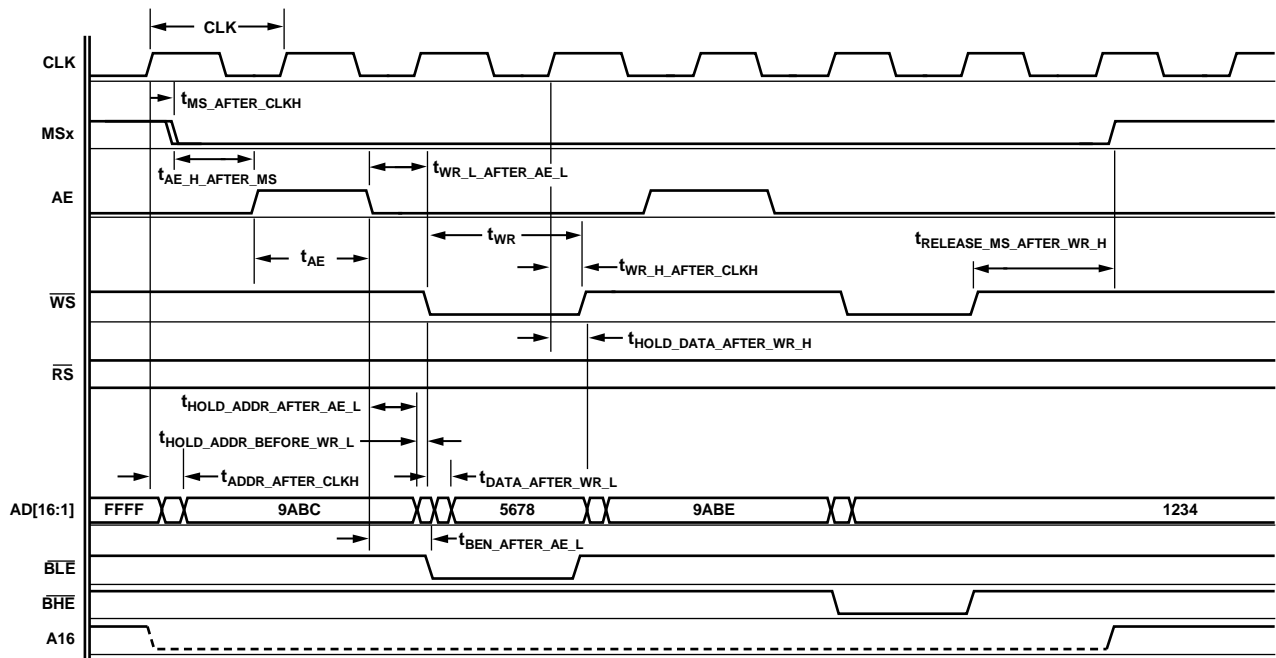 CLK
CLK
tMS_AFTER_CLKH
MSx
tAE_H_AFTER_MS
tWR_L_AFTER_AE_L
AE
tAE
tWR
tRELEASE_MS_AFTER_WR_H
tWR_H_AFTER_CLKH
WS
tHOLD_DATA_AFTER_WR_H
RS
tHOLD_ADDR_AFTER_AE_L
tHOLD_ADDR_BEFORE_WR_L
tADDR_AFTER_CLKH
tDATA_AFTER_WR_L
AD[16:1] FFFF 9ABC 5678 9ABE 1234
tBEN_AFTER_AE_L
BLE
BHE
A16